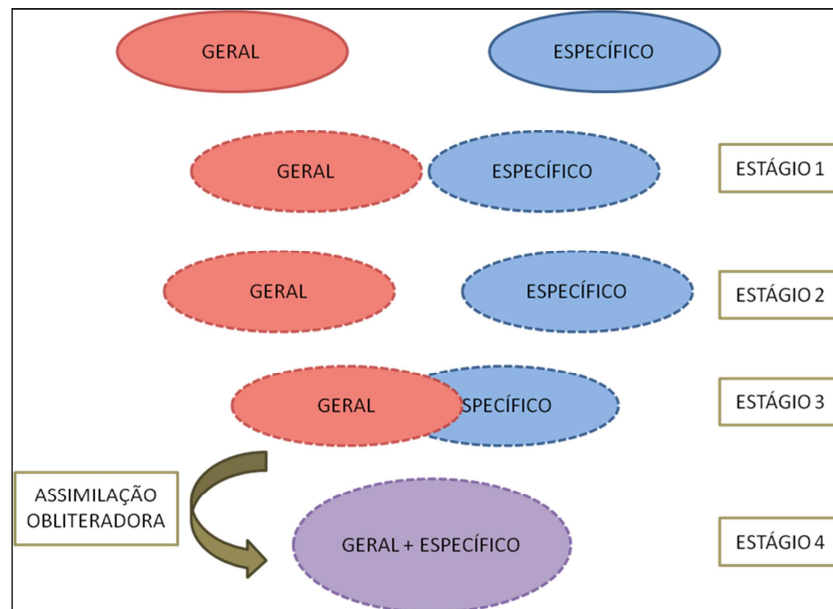 GERAL
ESPECÍFICO
GERAL
ESPECÍFICO
ESTÁGIO 1
GERAL
ESPECÍFICO
ESTÁGIO 2
GERAL
SPECÍFICO
ESTÁGIO 3
ASSIMILAÇÃO
OBLITERADORA
GERAL + ESPECÍFICO
ESTÁGIO 4